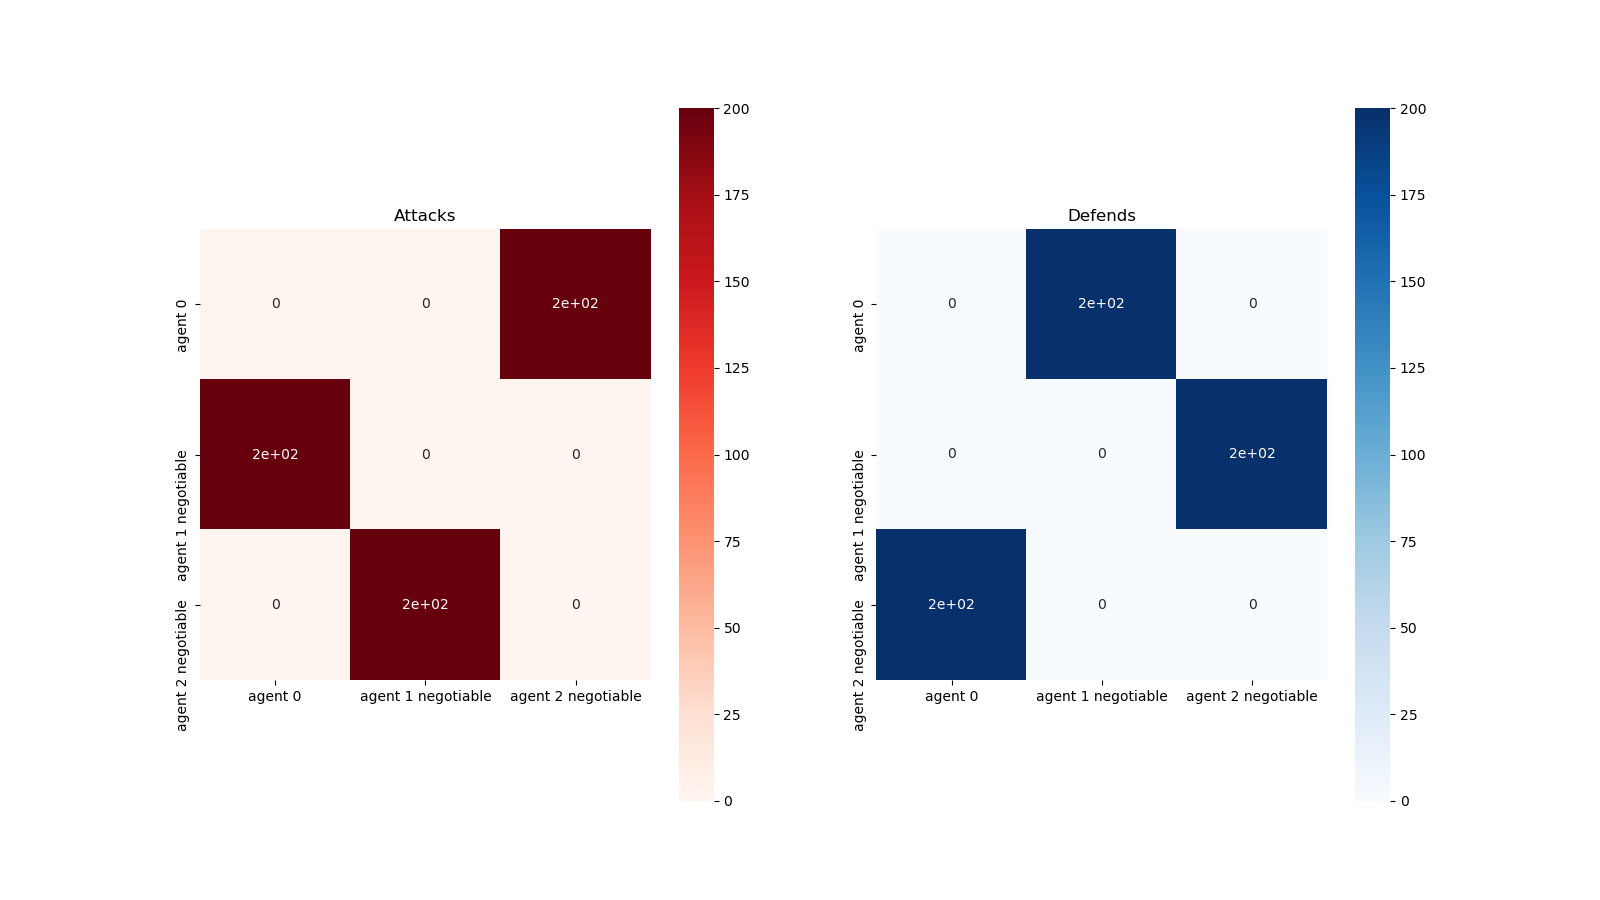 Attacks
agent 0
agent 1 negotiable
agent 2 negotiable
0 0 2e+02
2e+02 0 0
0 2e+02 0
agent 0 agent 1 negotiable agent 2 negotiable
200
175
150
125
100
75
50
25
0
Defends
agent 0
agent 1 negotiable
agent 2 negotiable
0 2e+02 0
0 0 2e+02
2e+02 0 0
agent 0 agent 1 negotiable agent 2 negotiable
200
175
150
125
100
75
50
25
0